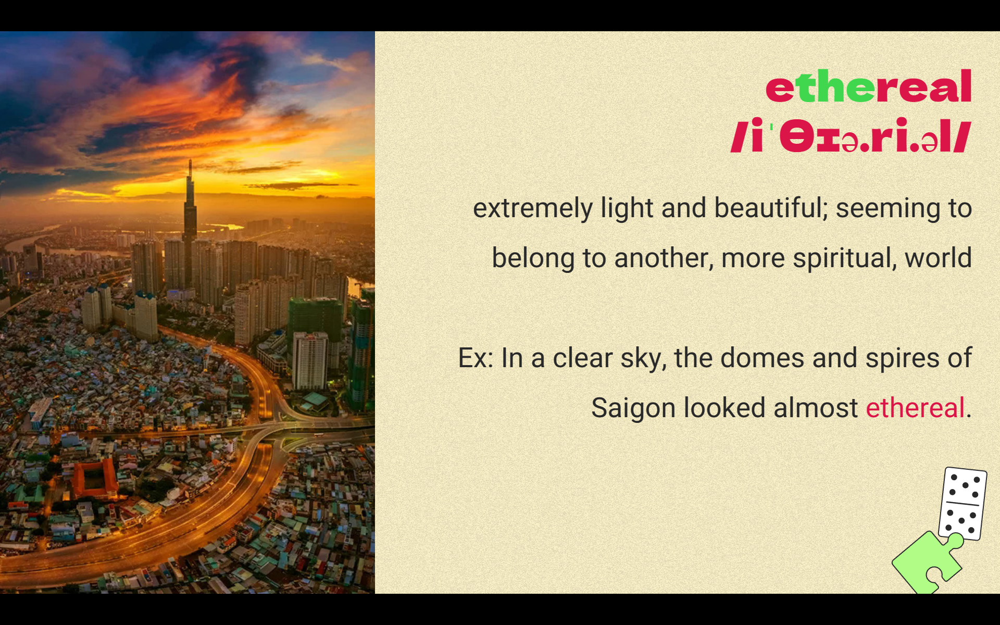 ethereal
/iˈθɪə.ri.əl/
extremely light and beautiful; seeming to
belong to another, more spiritual, world
Ex: In a clear sky, the domes and spires of
Saigon looked almost ethereal.